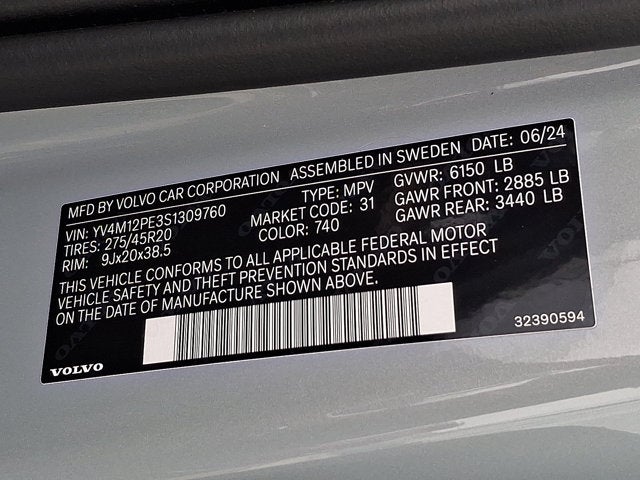 MFD BY VOLVO CAR CORPORATION ASSEMBLED IN SWEDEN DATE: 06/24
VIN: YV4M12PE3S1309760 TYPE: MPV GVWR: 6150 LB
TIRES: 275/45R20 MARKET CODE: 31 GAWR FRONT: 2885 LB
RIM: 9Jx20x38.5 COLOR: 740 GAWR REAR: 3440 LB
THIS VEHICLE CONFORMS TO ALL APPLICABLE FEDERAL MOTOR
VEHICLE SAFETY AND THEFT PREVENTION STANDARDS IN EFFECT
ON THE DATE OF MANUFACTURE SHOWN ABOVE.
32390594
VOLVO